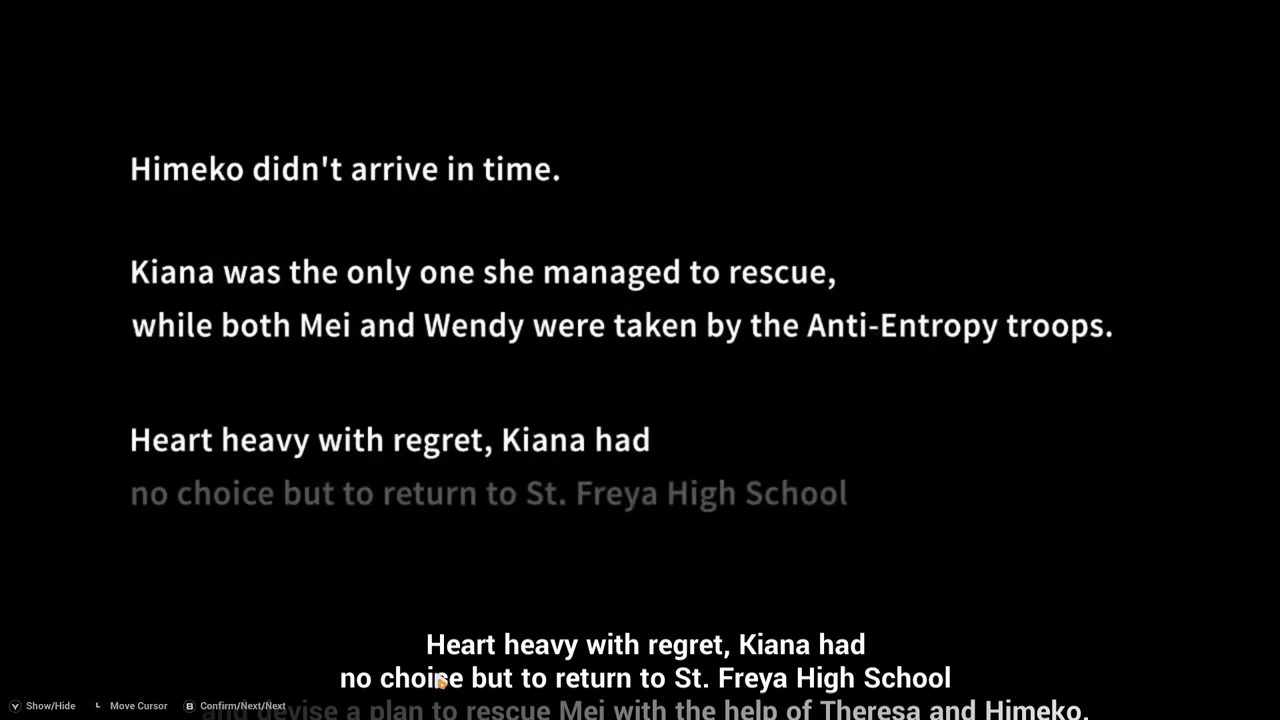 Himeko didn't arrive in time.
Kiana was the only one she managed to rescue,
while both Mei and Wendy were taken by the Anti-Entropy troops.
Heart heavy with regret, Kiana had
no choice but to return to St. Freya High School
Heart heavy with regret, Kiana had
no choise but to return to St. Freya High School
and devise a plan to rescue Mei with the help of Theresa and Himeko.
Y Show/Hide L Move Cursor B Confirm/Next/Next